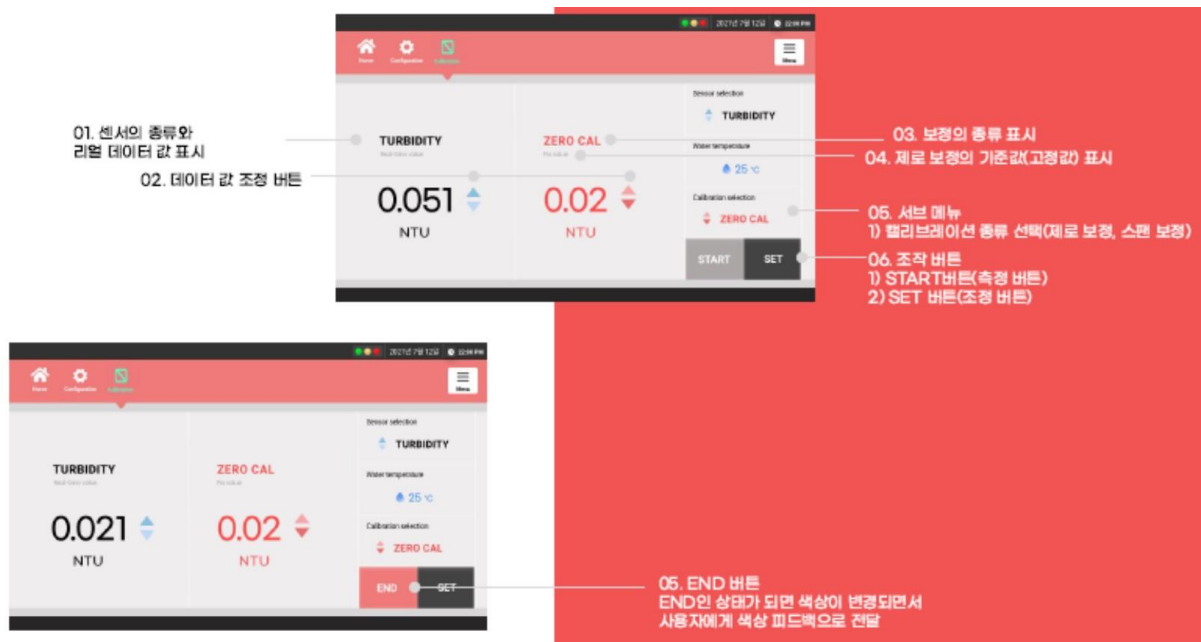 2021년 7월 12일 22:00 PM
Home Configuration Calibration Menu
Sensor selection
TURBIDITY
01. 센서의 종류와
리얼 데이터 값 표시
TURBIDITY
Real-time value
ZERO CAL
Fix value
Water temperature
25 ℃
03. 보정의 종류 표시
04. 제로 보정의 기준값(고정값) 표시
02. 데이터 값 조정 버튼
0.051
NTU
0.02
NTU
Calibration selection
ZERO CAL
05. 서브 메뉴
1) 캘리브레이션 종류 선택(제로 보정, 스팬 보정)
START SET
06. 조작 버튼
1) START버튼(측정 버튼)
2) SET 버튼(조정 버튼)
2021년 7월 12일 22:00 PM
Home Configuration Calibration Menu
Sensor selection
TURBIDITY
TURBIDITY
Real-time value
ZERO CAL
Fix value
Water temperature
25 ℃
0.021
NTU
0.02
NTU
Calibration selection
ZERO CAL
END SET
05. END 버튼
END인 상태가 되면 색상이 변경되면서
사용자에게 색상 피드백으로 전달